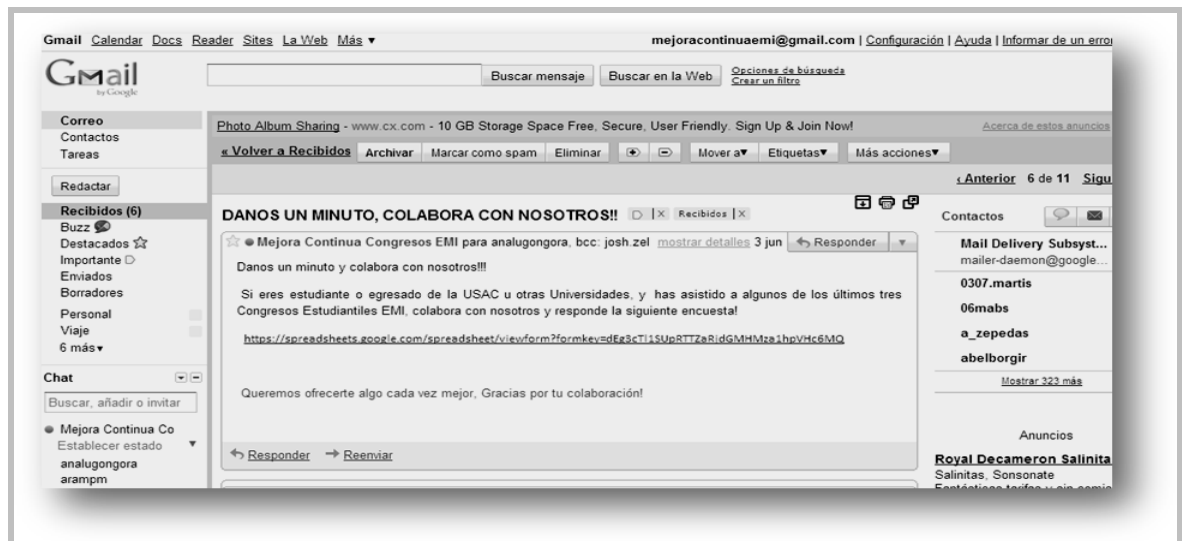 Gmail Calendar Docs Reader Sites La Web Más ▼
mejoracontinuaemi@gmail.com | Configuración | Ayuda | Informar de un error
Gmail
by Google
Buscar mensaje Buscar en la Web
Opciones de búsqueda
Crear un filtro
Correo
Contactos
Tareas
Redactar
Recibidos (6)
Buzz
Destacados
Importante
Enviados
Borradores
Personal
Viaje
6 más▼
Chat
Buscar, añadir o invitar
Mejora Continua Co
Establecer estado ▼
analugongora
arampm
Photo Album Sharing - www.cx.com - 10 GB Storage Space Free, Secure, User Friendly. Sign Up & Join Now!
Acerca de estos anuncios
« Volver a Recibidos Archivar Marcar como spam Eliminar Mover a▼ Etiquetas▼ Más acciones▼
‹ Anterior 6 de 11 Sigu
DANOS UN MINUTO, COLABORA CON NOSOTROS!! | X Recibidos | X
Mejora Continua Congresos EMI para analugongora, bcc: josh.zel mostrar detalles 3 jun Responder ▼
Danos un minuto y colabora con nosotros!!!
Si eres estudiante o egresado de la USAC u otras Universidades, y has asistido a algunos de los últimos tres
Congresos Estudiantiles EMI, colabora con nosotros y responde la siguiente encuesta!
Queremos ofrecerte algo cada vez mejor, Gracias por tu colaboración!
Responder Reenviar
Contactos
Mail Delivery Subsyst...
mailer-daemon@google...
0307.martis
06mabs
a_zepedas
abelborgir
Mostrar 323 más
Anuncios
Royal Decameron Salinita
Salinitas, Sonsonate